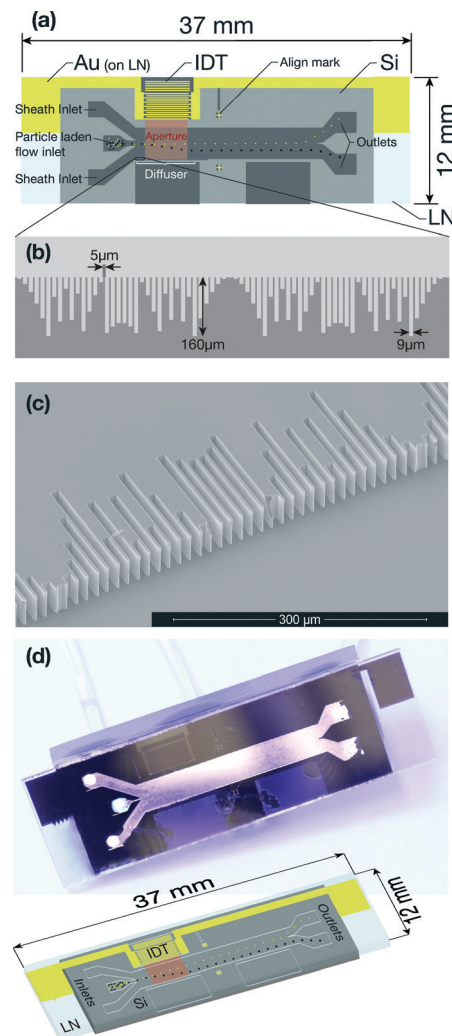 (a)
37 mm
Au (on LN)
IDT
Align mark
Si
Sheath Inlet
Particle laden
flow inlet
Aperture
Outlets
12 mm
Sheath Inlet
Diffuser
LN
(b)
5µm
160µm
9µm
(c)
300 µm
(d)
37 mm
12 mm
IDT
Outlets
Inlets
Si
LN